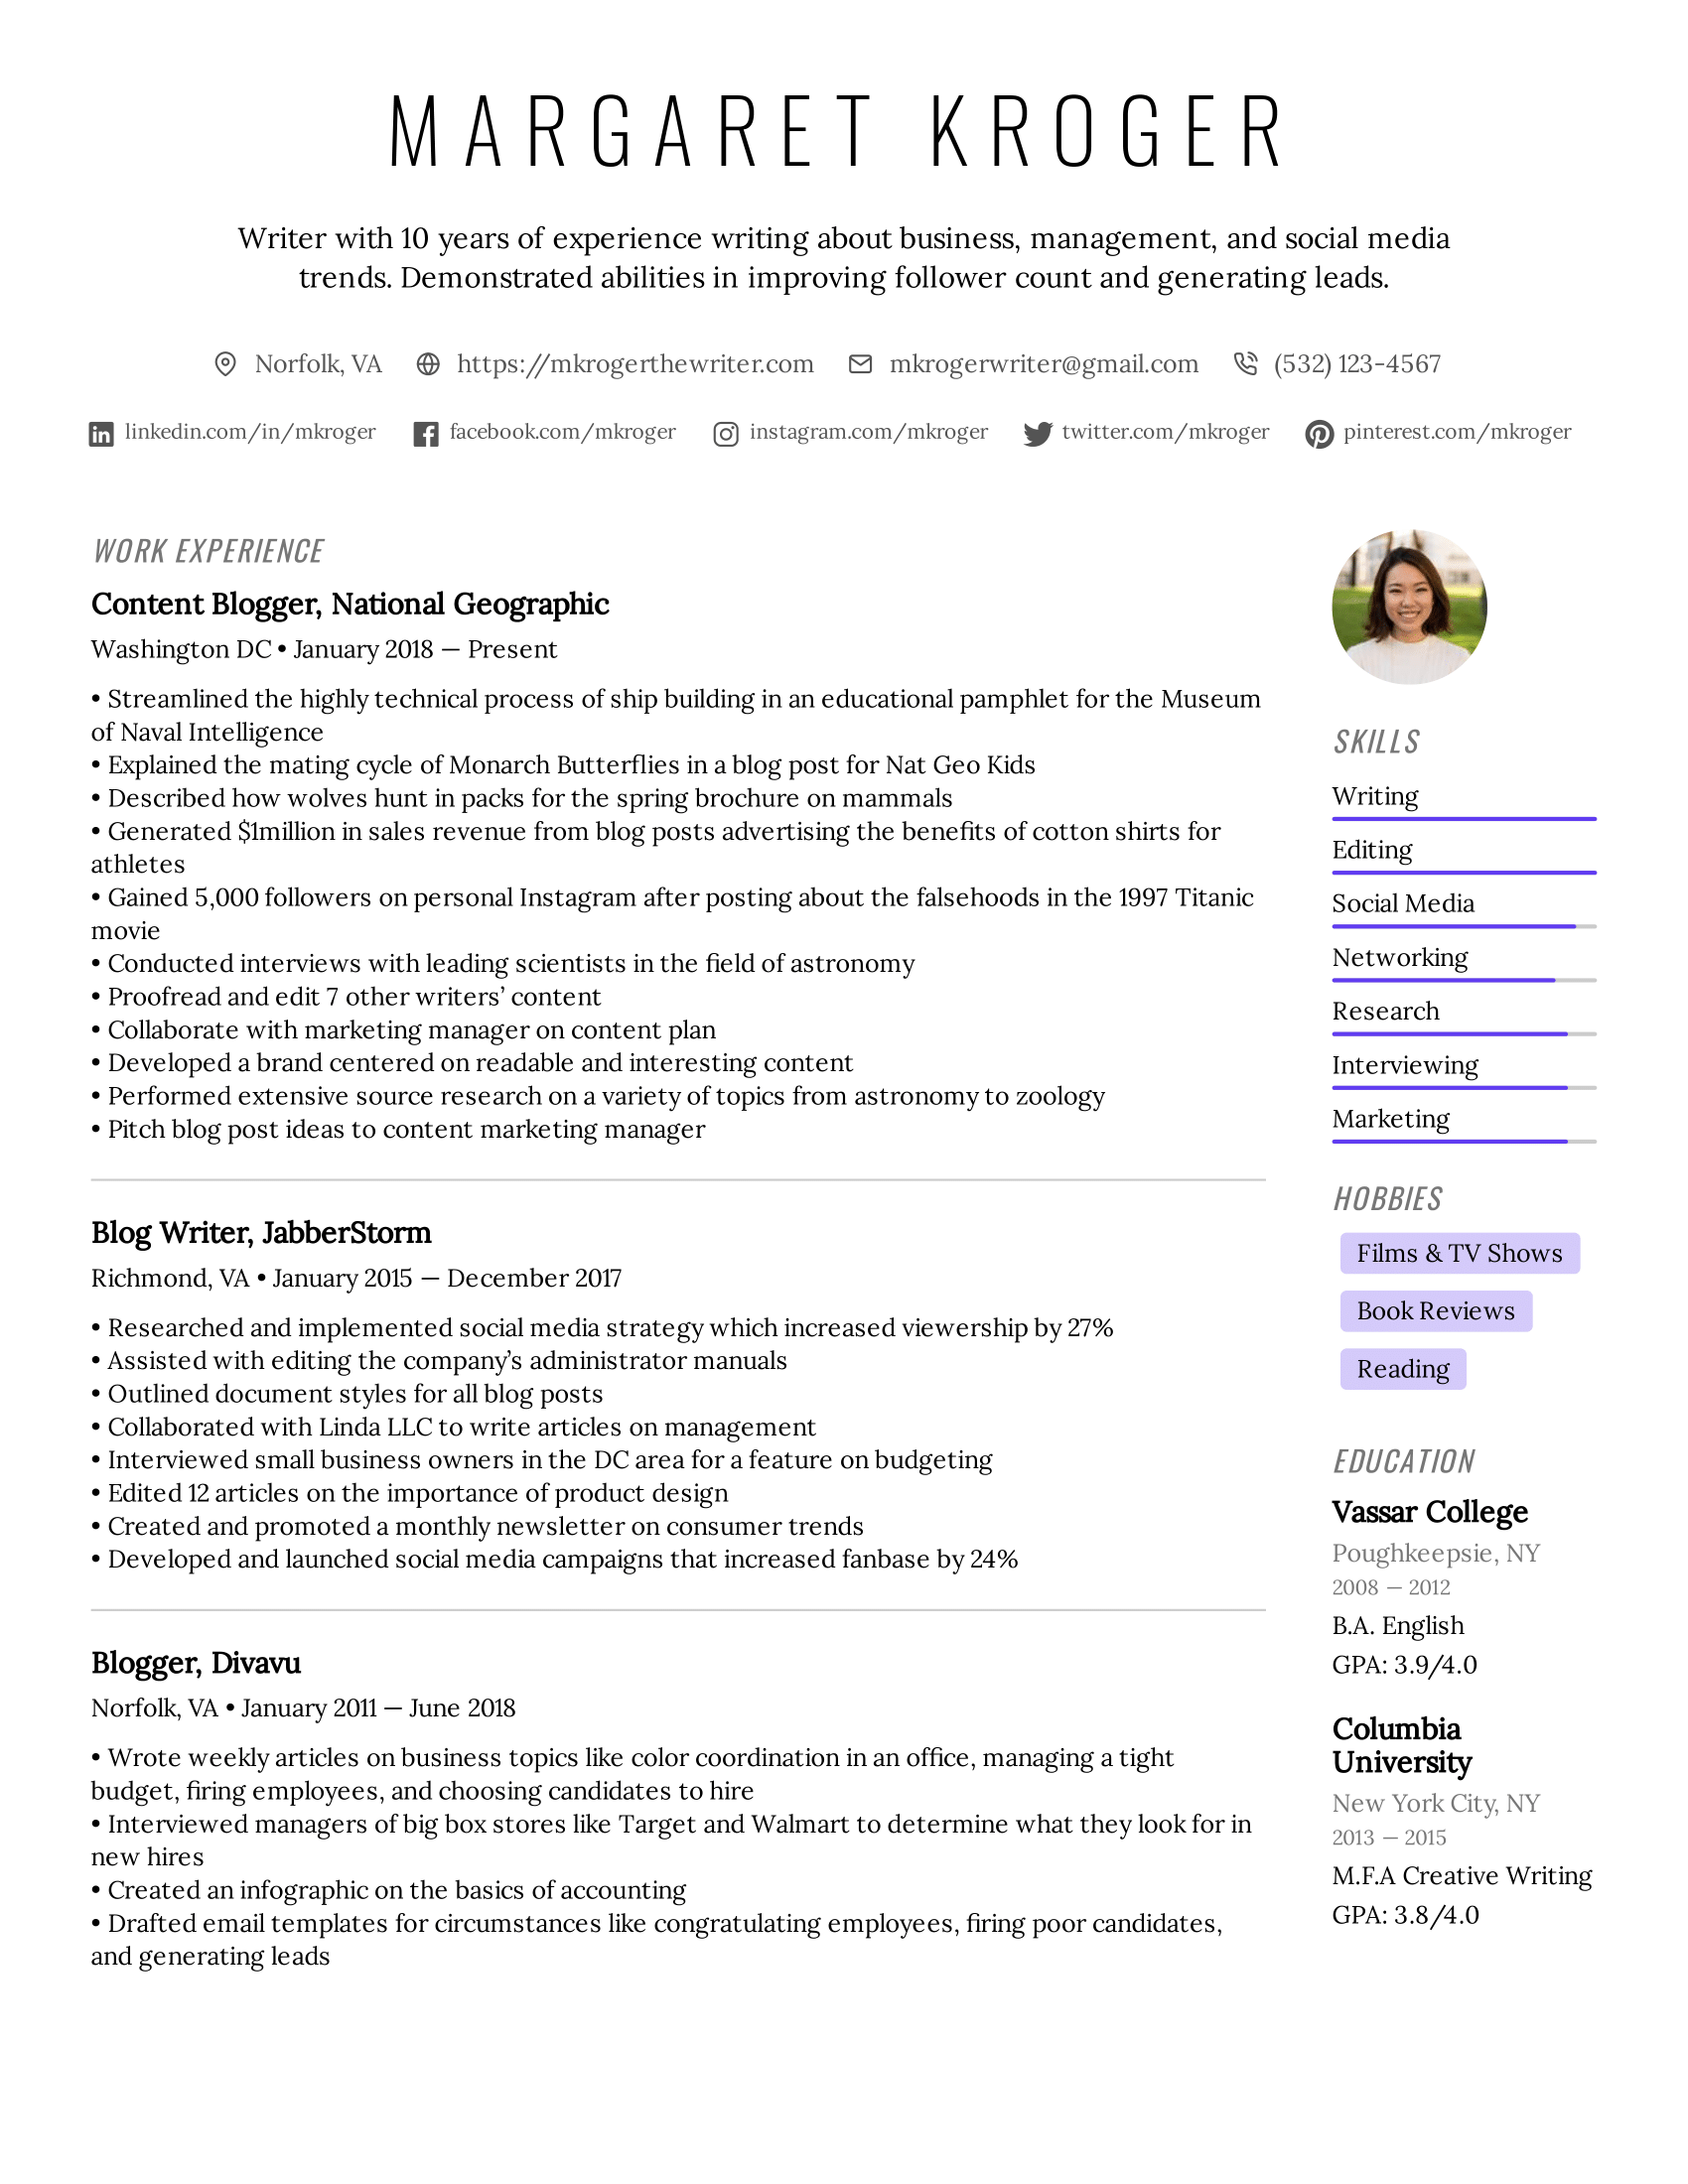 MARGARET KROGER
Writer with 10 years of experience writing about business, management, and social media
trends. Demonstrated abilities in improving follower count and generating leads.
Norfolk, VA https://mkrogerthewriter.com mkrogerwriter@gmail.com (532) 123-4567
linkedin.com/in/mkroger facebook.com/mkroger instagram.com/mkroger twitter.com/mkroger pinterest.com/mkroger
WORK EXPERIENCE
Content Blogger, National Geographic
Washington DC • January 2018 — Present
• Streamlined the highly technical process of ship building in an educational pamphlet for the Museum
of Naval Intelligence
• Explained the mating cycle of Monarch Butterflies in a blog post for Nat Geo Kids
• Described how wolves hunt in packs for the spring brochure on mammals
• Generated $1million in sales revenue from blog posts advertising the benefits of cotton shirts for
athletes
• Gained 5,000 followers on personal Instagram after posting about the falsehoods in the 1997 Titanic
movie
• Conducted interviews with leading scientists in the field of astronomy
• Proofread and edit 7 other writers’ content
• Collaborate with marketing manager on content plan
• Developed a brand centered on readable and interesting content
• Performed extensive source research on a variety of topics from astronomy to zoology
• Pitch blog post ideas to content marketing manager
Blog Writer, JabberStorm
Richmond, VA • January 2015 — December 2017
• Researched and implemented social media strategy which increased viewership by 27%
• Assisted with editing the company’s administrator manuals
• Outlined document styles for all blog posts
• Collaborated with Linda LLC to write articles on management
• Interviewed small business owners in the DC area for a feature on budgeting
• Edited 12 articles on the importance of product design
• Created and promoted a monthly newsletter on consumer trends
• Developed and launched social media campaigns that increased fanbase by 24%
Blogger, Divavu
Norfolk, VA • January 2011 — June 2018
• Wrote weekly articles on business topics like color coordination in an office, managing a tight
budget, firing employees, and choosing candidates to hire
• Interviewed managers of big box stores like Target and Walmart to determine what they look for in
new hires
• Created an infographic on the basics of accounting
• Drafted email templates for circumstances like congratulating employees, firing poor candidates,
and generating leads
SKILLS
Writing
Editing
Social Media
Networking
Research
Interviewing
Marketing
HOBBIES
Films & TV Shows
Book Reviews
Reading
EDUCATION
Vassar College
Poughkeepsie, NY
2008 — 2012
B.A. English
GPA: 3.9/4.0
Columbia
University
New York City, NY
2013 — 2015
M.F.A Creative Writing
GPA: 3.8/4.0